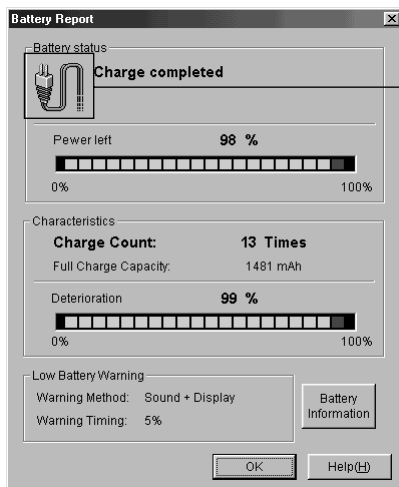 Battery Report
Battery status
Charge completed
Pewer left 98 %
0% 100%
Characteristics
Charge Count: 13 Times
Full Charge Capacity: 1481 mAh
Deterioration 99 %
0% 100%
Low Battery Warning
Warning Method: Sound + Display
Warning Timing: 5%
Battery
Information
OK Help(H)